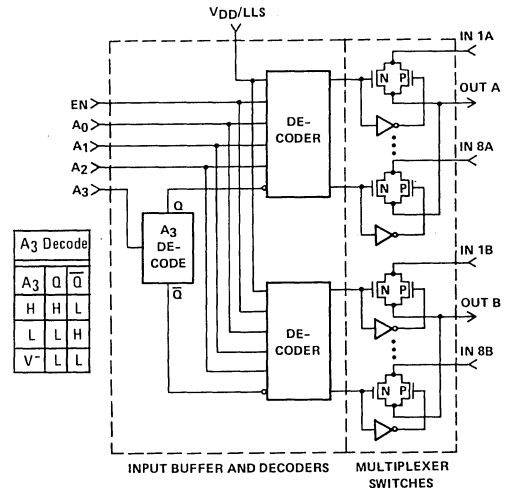 VDD/LLS
IN 1A
OUT A
IN 8A
IN 1B
OUT B
IN 8B
EN
A0
A1
A2
A3
DE-
CODER
N P
N P
Q
A3
DE-
CODE
Q̅
DE-
CODER
N P
N P
A3 Decode
A3 Q Q̅
H H L
L L H
V- L L
INPUT BUFFER AND DECODERS
MULTIPLEXER
SWITCHES